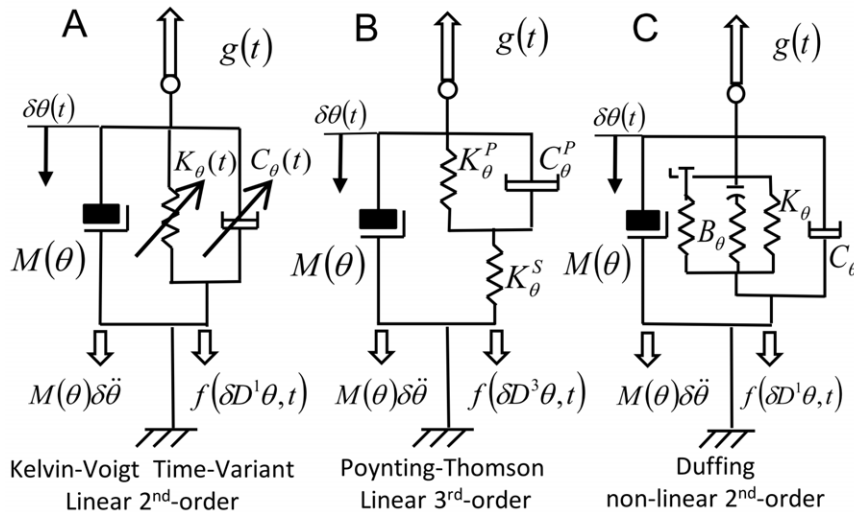 A
g(t)
δθ(t)
K_θ(t)
C_θ(t)
M(θ)
M(θ)δθ̈
f(δD¹θ,t)
Kelvin-Voigt Time-Variant
Linear 2nd-order
B
g(t)
δθ(t)
K_θ^P
C_θ^P
M(θ)
K_θ^S
M(θ)δθ̈
f(δD³θ,t)
Poynting-Thomson
Linear 3rd-order
C
g(t)
δθ(t)
K_θ
B_θ
M(θ)
C_θ
M(θ)δθ̈
f(δD¹θ,t)
Duffing
non-linear 2nd-order